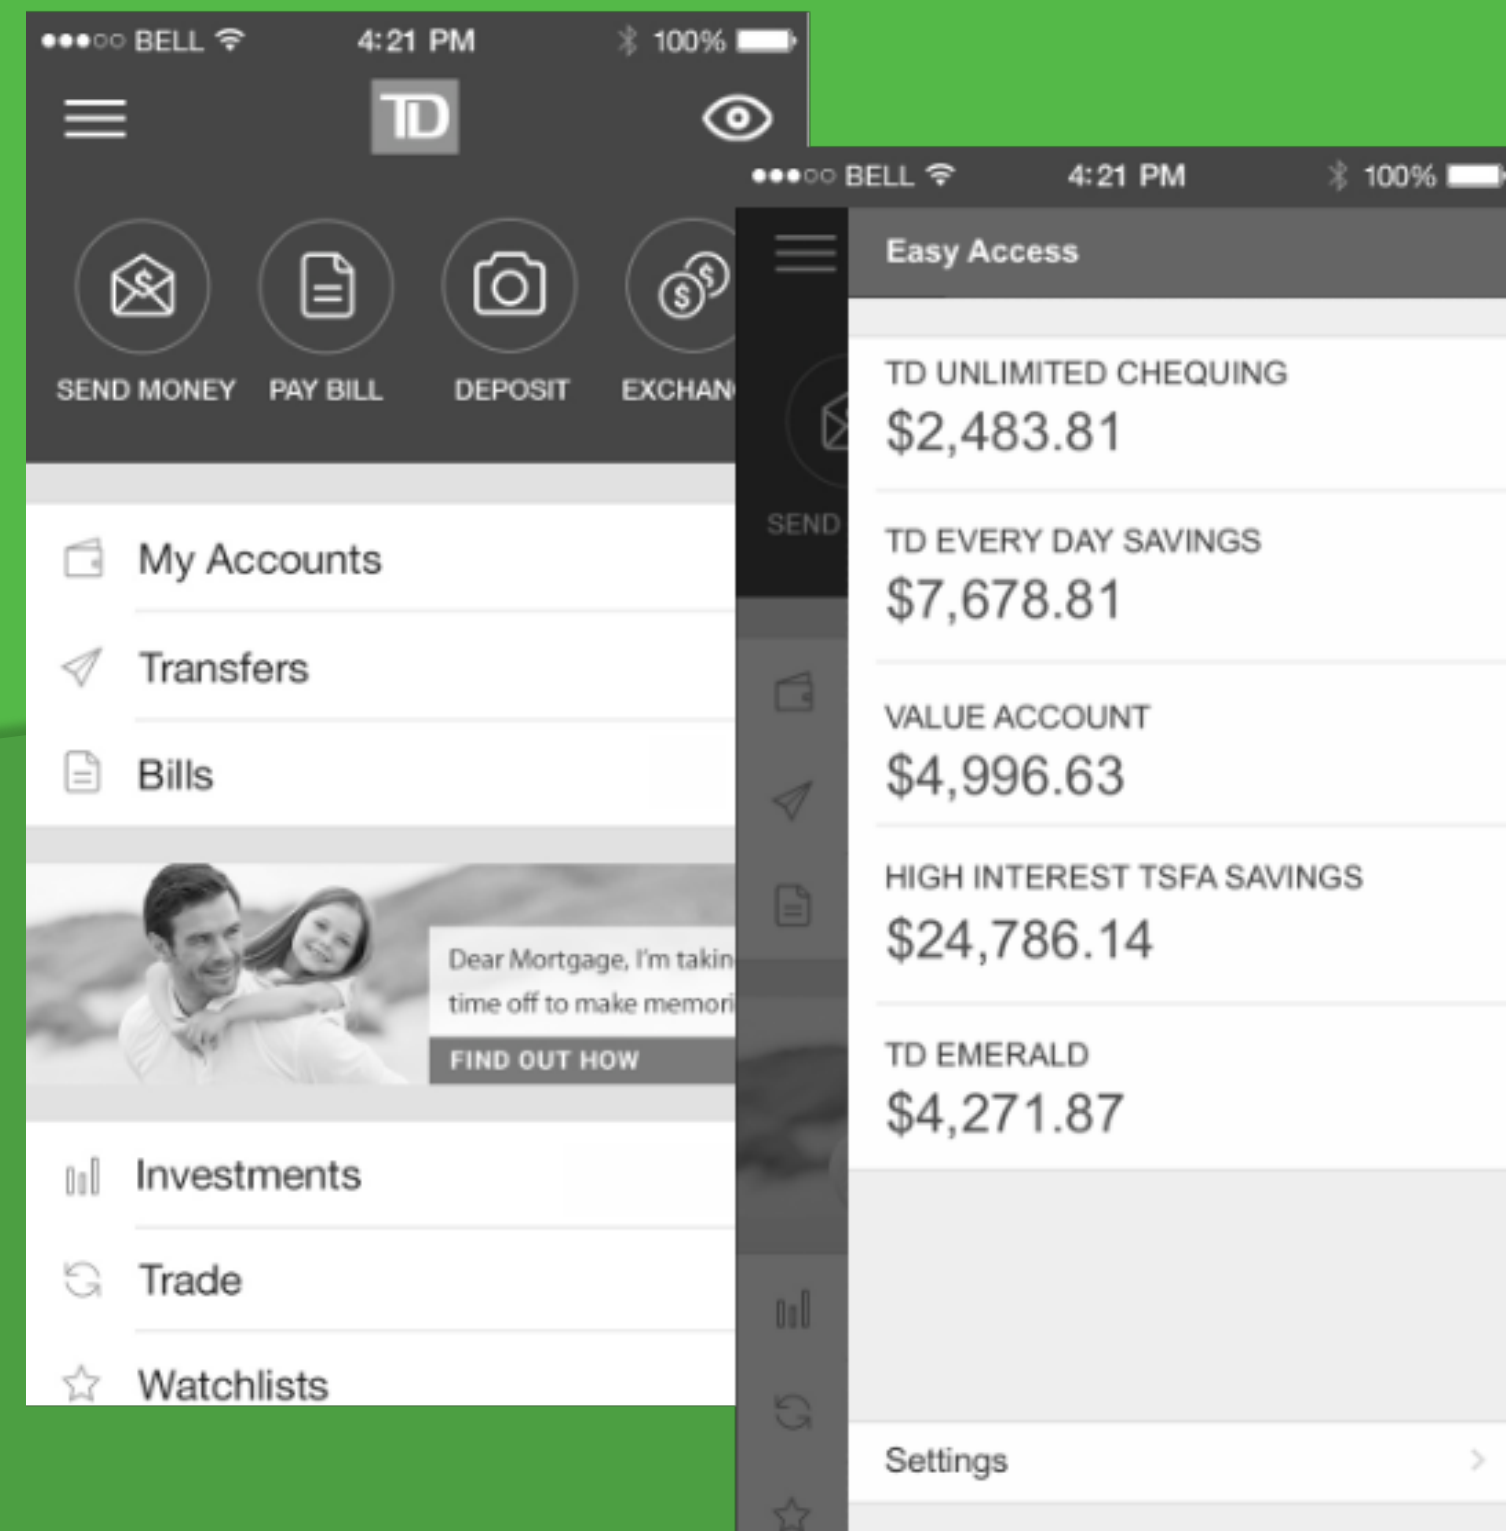 BELL 4:21 PM 100%
TD
SEND MONEY PAY BILL DEPOSIT EXCHAN
My Accounts
Transfers
Bills
Dear Mortgage, I'm takin
time off to make memori
FIND OUT HOW
Investments
Trade
Watchlists
BELL 4:21 PM 100%
Easy Access
SEND
TD UNLIMITED CHEQUING
$2,483.81
TD EVERY DAY SAVINGS
$7,678.81
VALUE ACCOUNT
$4,996.63
HIGH INTEREST TSFA SAVINGS
$24,786.14
TD EMERALD
$4,271.87
Settings